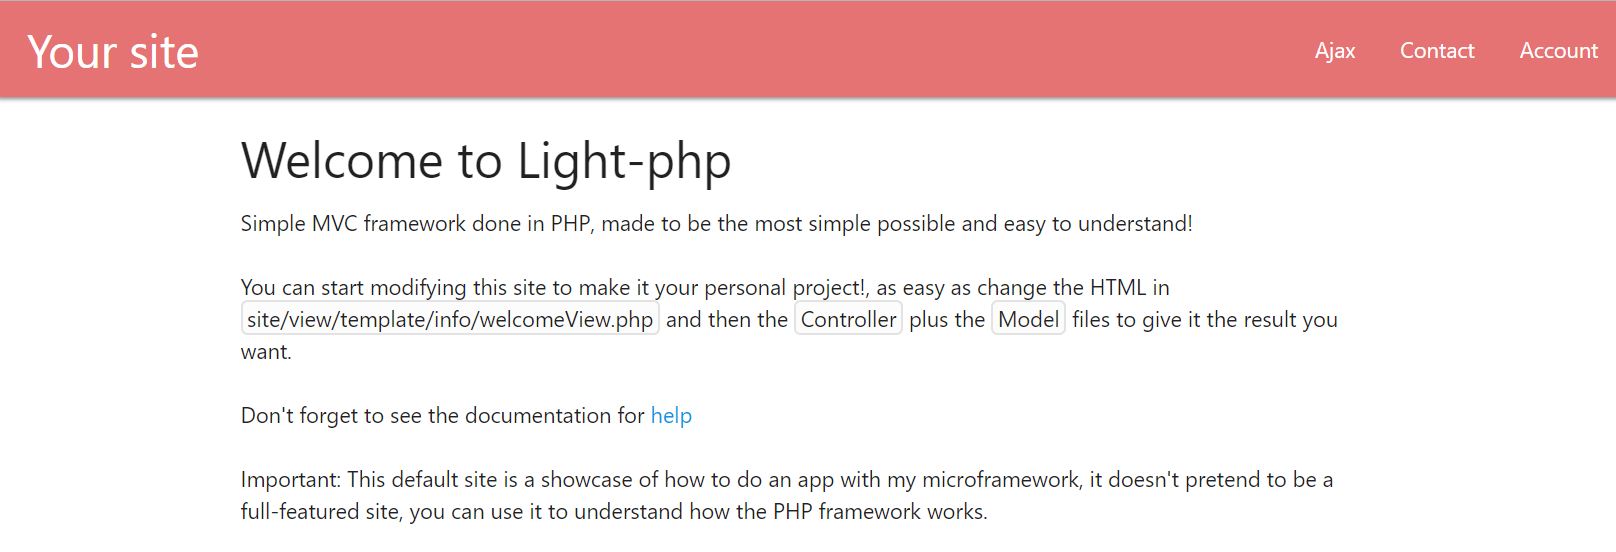 Your site
Ajax Contact Account
Welcome to Light-php
Simple MVC framework done in PHP, made to be the most simple possible and easy to understand!
You can start modifying this site to make it your personal project!, as easy as change the HTML in
site/view/template/info/welcomeView.php and then the Controller plus the Model files to give it the result you
want.
Don't forget to see the documentation for help
Important: This default site is a showcase of how to do an app with my microframework, it doesn't pretend to be a
full-featured site, you can use it to understand how the PHP framework works.